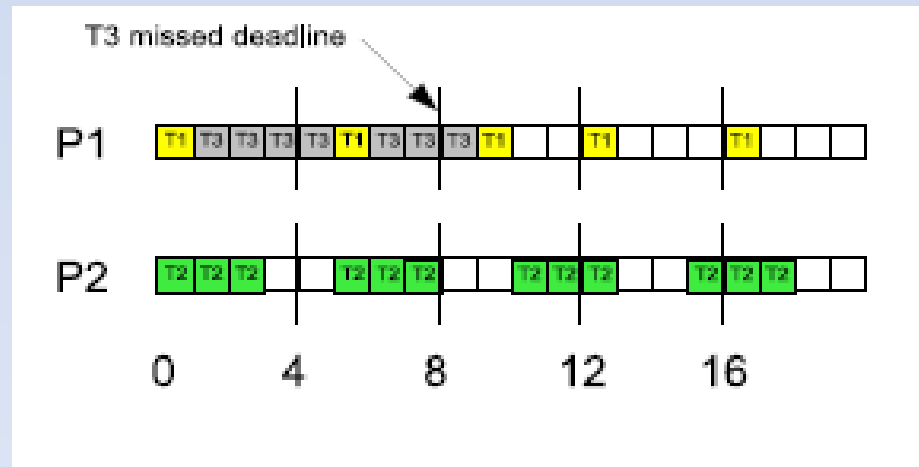 T3 missed deadline
P1 T1 T3 T3 T3 T3 T1 T3 T3 T3 T1 T1 T1
P2 T2 T2 T2 T2 T2 T2 T2 T2 T2 T2 T2 T2
0 4 8 12 16